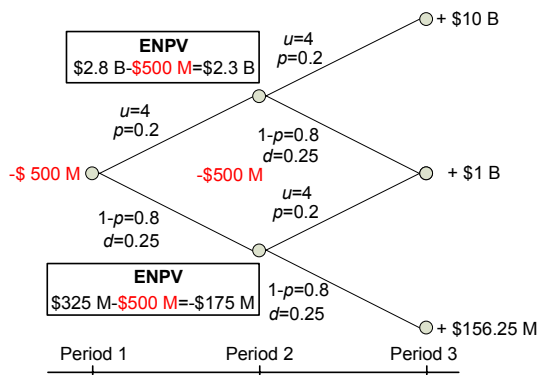 + $10 B
ENPV
$2.8 B-$500 M=$2.3 B
u=4
p=0.2
u=4
p=0.2
1-p=0.8
d=0.25
-$ 500 M
-$500 M
+ $1 B
u=4
p=0.2
1-p=0.8
d=0.25
ENPV
$325 M-$500 M=-$175 M
1-p=0.8
d=0.25
+ $156.25 M
Period 1 Period 2 Period 3